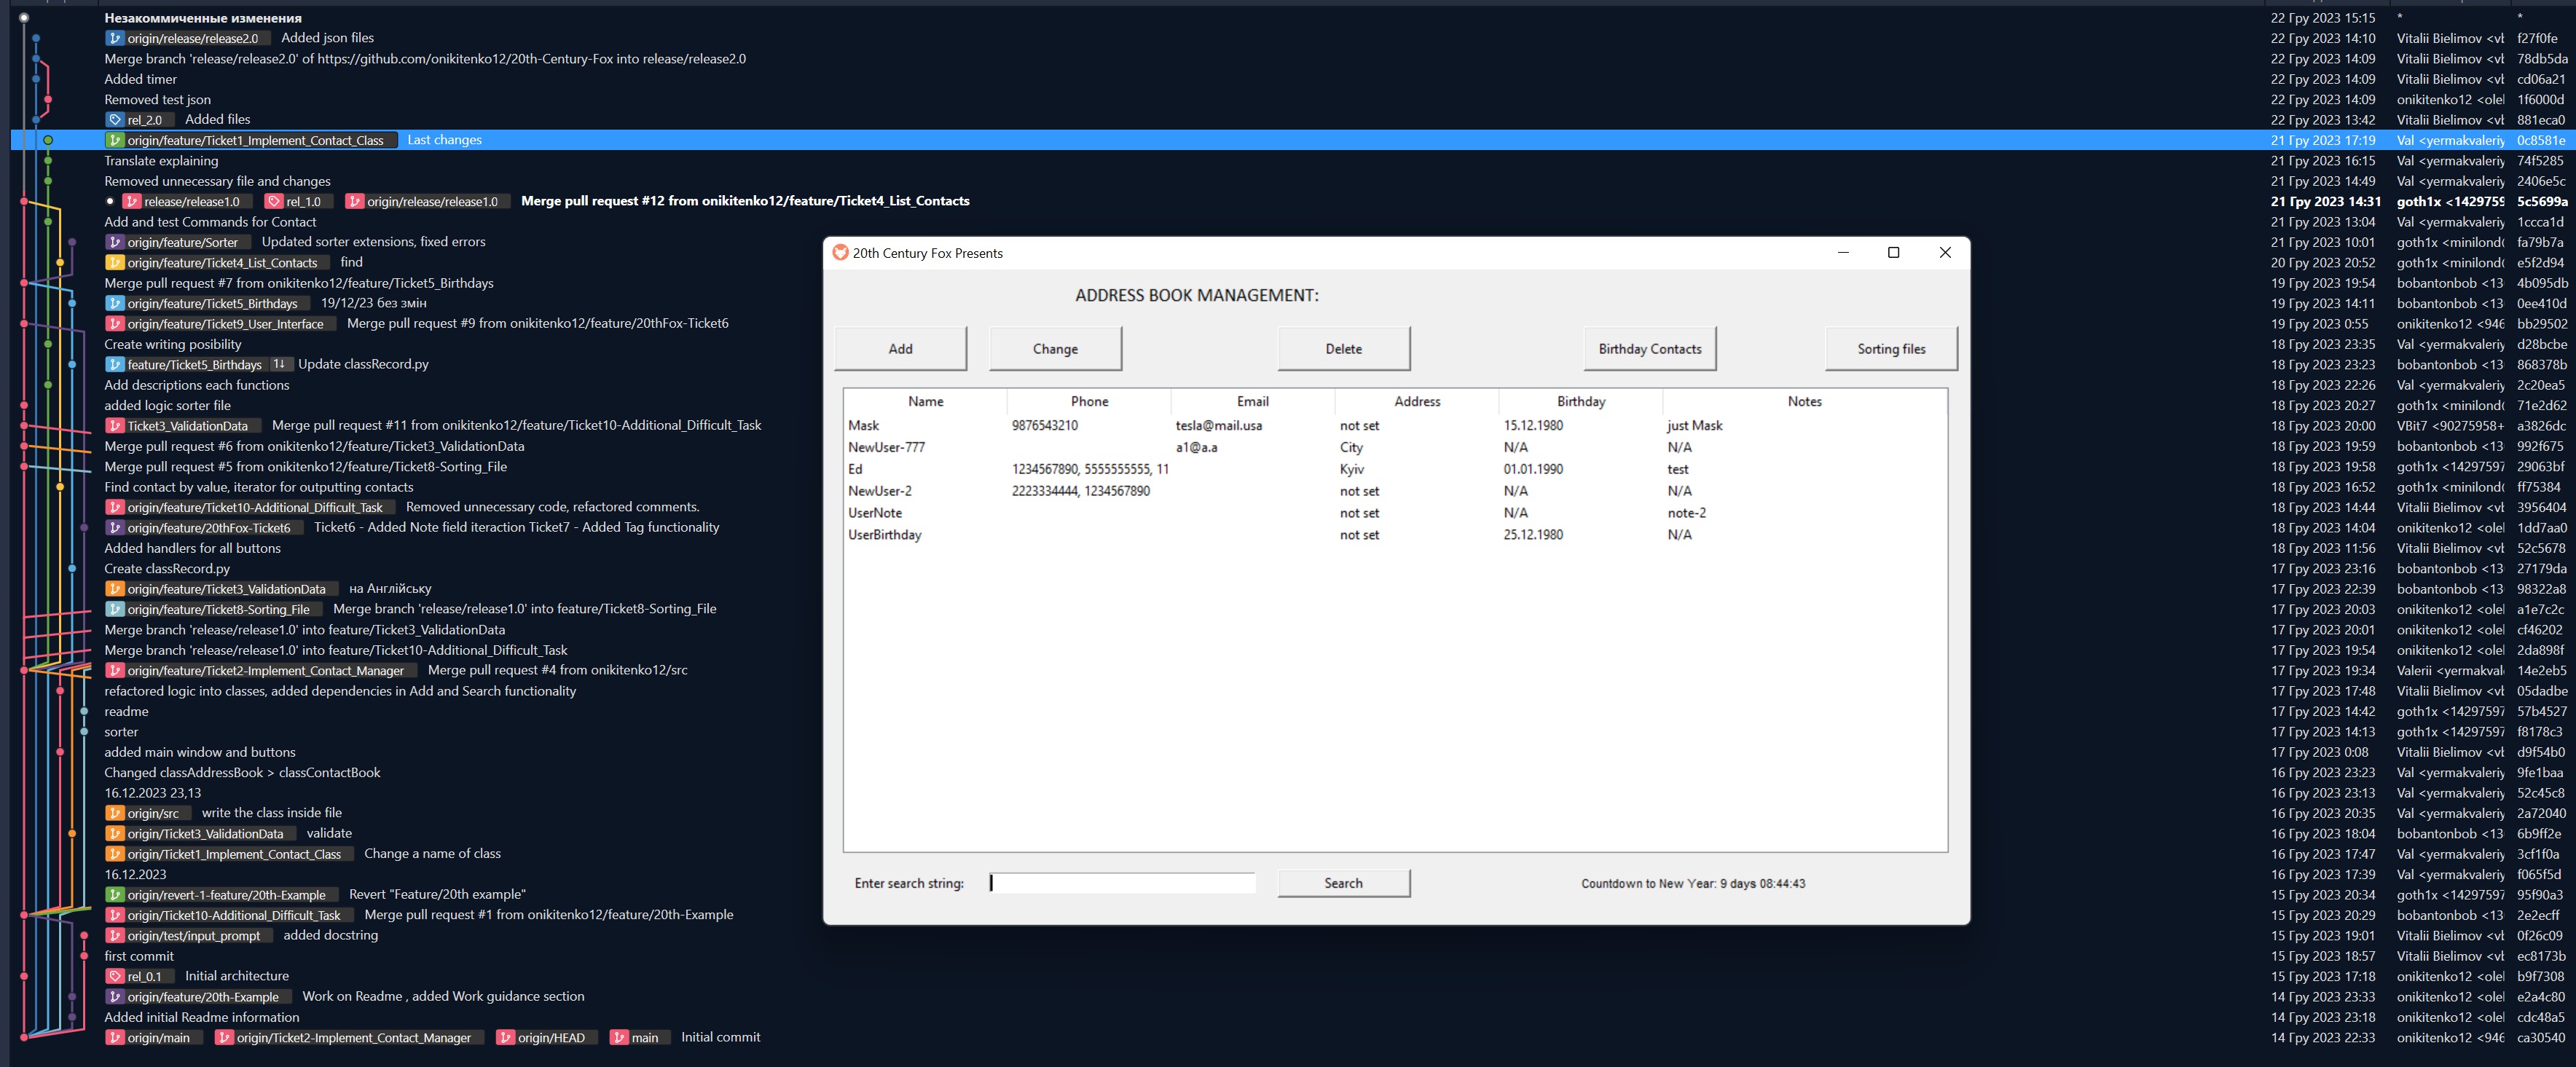 Незакоммиченные изменения 22 Гру 2023 15:15 * *
origin/release/release2.0 Added json files 22 Гру 2023 14:10 Vitalii Bielimov <vl f27f0fe
Merge branch 'release/release2.0' of https://github.com/onikitenko12/20th-Century-Fox into release/release2.0 22 Гру 2023 14:09 Vitalii Bielimov <vl 78db5da
Added timer 22 Гру 2023 14:09 Vitalii Bielimov <vl cd06a21
Removed test json 22 Гру 2023 14:09 onikitenko12 <olel 1f6000d
rel_2.0 Added files 22 Гру 2023 13:42 Vitalii Bielimov <vl 881eca0
origin/feature/Ticket1_Implement_Contact_Class Last changes 21 Гру 2023 17:19 Val <yermakvaleriy 0c8581e
Translate explaining 21 Гру 2023 16:15 Val <yermakvaleriy 74f5285
Removed unnecessary file and changes 21 Гру 2023 14:49 Val <yermakvaleriy 2406e5c
release/release1.0 rel_1.0 origin/release/release1.0 Merge pull request #12 from onikitenko12/feature/Ticket4_List_Contacts 21 Гру 2023 14:31 goth1x <1429759 5c5699a
Add and test Commands for Contact 21 Гру 2023 13:04 Val <yermakvaleriy 1ccca1d
origin/feature/Sorter Updated sorter extensions, fixed errors 21 Гру 2023 10:01 goth1x <minilond( fa79b7a
origin/feature/Ticket4_List_Contacts find 20 Гру 2023 20:52 goth1x <minilond( e5f2d94
Merge pull request #7 from onikitenko12/feature/Ticket5_Birthdays 19 Гру 2023 19:54 bobantonbob <13 4b095db
origin/feature/Ticket5_Birthdays 19/12/23 без змін 19 Гру 2023 14:11 bobantonbob <13 0ee410d
origin/feature/Ticket9_User_Interface Merge pull request #9 from onikitenko12/feature/20thFox-Ticket6 19 Гру 2023 0:55 onikitenko12 <946 bb29502
Create writing posibility 18 Гру 2023 23:35 Val <yermakvaleriy d28bcbe
feature/Ticket5_Birthdays 1↓ Update classRecord.py 18 Гру 2023 23:23 bobantonbob <13 868378b
Add descriptions each functions 18 Гру 2023 22:26 Val <yermakvaleriy 2c20ea5
added logic sorter file 18 Гру 2023 20:27 goth1x <minilond( 71e2d62
Ticket3_ValidationData Merge pull request #11 from onikitenko12/feature/Ticket10-Additional_Difficult_Task 18 Гру 2023 20:00 VBit7 <90275958+ a3826dc
Merge pull request #6 from onikitenko12/feature/Ticket3_ValidationData 18 Гру 2023 19:59 bobantonbob <13 992f675
Merge pull request #5 from onikitenko12/feature/Ticket8-Sorting_File 18 Гру 2023 19:58 goth1x <14297597 29063bf
Find contact by value, iterator for outputting contacts 18 Гру 2023 16:52 goth1x <minilond( ff75384
origin/feature/Ticket10-Additional_Difficult_Task Removed unnecessary code, refactored comments. 18 Гру 2023 14:44 Vitalii Bielimov <vl 3956404
origin/feature/20thFox-Ticket6 Ticket6 - Added Note field iteraction Ticket7 - Added Tag functionality 18 Гру 2023 14:04 onikitenko12 <olel 1dd7aa0
Added handlers for all buttons 18 Гру 2023 11:56 Vitalii Bielimov <vl 52c5678
Create classRecord.py 17 Гру 2023 23:16 bobantonbob <13 27179da
origin/feature/Ticket3_ValidationData на Англійську 17 Гру 2023 22:39 bobantonbob <13 98322a8
origin/feature/Ticket8-Sorting_File Merge branch 'release/release1.0' into feature/Ticket8-Sorting_File 17 Гру 2023 20:03 onikitenko12 <olel a1e7c2c
Merge branch 'release/release1.0' into feature/Ticket3_ValidationData 17 Гру 2023 20:01 onikitenko12 <olel cf46202
Merge branch 'release/release1.0' into feature/Ticket10-Additional_Difficult_Task 17 Гру 2023 19:54 onikitenko12 <olel 2da898f
origin/feature/Ticket2-Implement_Contact_Manager Merge pull request #4 from onikitenko12/src 17 Гру 2023 19:34 Valerii <yermakval 14e2eb5
refactored logic into classes, added dependencies in Add and Search functionality 17 Гру 2023 17:48 Vitalii Bielimov <vl 05dadbe
readme 17 Гру 2023 14:42 goth1x <14297597 57b4527
sorter 17 Гру 2023 14:13 goth1x <14297597 f8178c3
added main window and buttons 17 Гру 2023 0:08 Vitalii Bielimov <vl d9f54b0
Changed classAddressBook > classContactBook 16 Гру 2023 23:23 Val <yermakvaleriy 9fe1baa
16.12.2023 23,13 16 Гру 2023 23:13 Val <yermakvaleriy 52c45c8
origin/src write the class inside file 16 Гру 2023 20:35 Val <yermakvaleriy 2a72040
origin/Ticket3_ValidationData validate 16 Гру 2023 18:04 bobantonbob <13 6b9ff2e
origin/Ticket1_Implement_Contact_Class Change a name of class 16 Гру 2023 17:47 Val <yermakvaleriy 3cf1f0a
16.12.2023 16 Гру 2023 17:39 Val <yermakvaleriy f065f5d
origin/revert-1-feature/20th-Example Revert "Feature/20th example" 15 Гру 2023 20:34 goth1x <14297597 95f90a3
origin/Ticket10-Additional_Difficult_Task Merge pull request #1 from onikitenko12/feature/20th-Example 15 Гру 2023 20:29 bobantonbob <13 2e2ecff
origin/test/input_prompt added docstring 15 Гру 2023 19:01 Vitalii Bielimov <vl 0f26c09
first commit 15 Гру 2023 18:57 Vitalii Bielimov <vl ec8173b
rel_0.1 Initial architecture 15 Гру 2023 17:18 onikitenko12 <olel b9f7308
origin/feature/20th-Example Work on Readme , added Work guidance section 14 Гру 2023 23:33 onikitenko12 <olel e2a4c80
Added initial Readme information 14 Гру 2023 23:18 onikitenko12 <olel cdc48a5
origin/main origin/Ticket2-Implement_Contact_Manager origin/HEAD main Initial commit 14 Гру 2023 22:33 onikitenko12 <946 ca30540
20th Century Fox Presents
ADDRESS BOOK MANAGEMENT:
Add Change Delete Birthday Contacts Sorting files
Name Phone Email Address Birthday Notes
Mask 9876543210 tesla@mail.usa not set 15.12.1980 just Mask
NewUser-777 a1@a.a City N/A N/A
Ed 1234567890, 5555555555, 11 Kyiv 01.01.1990 test
NewUser-2 2223334444, 1234567890 not set N/A N/A
UserNote not set N/A note-2
UserBirthday not set 25.12.1980 N/A
Enter search string: Search Countdown to New Year: 9 days 08:44:43